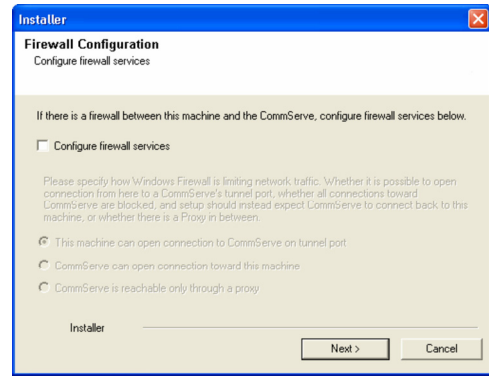 Installer
Firewall Configuration
Configure firewall services
If there is a firewall between this machine and the CommServe, configure firewall services below.
Configure firewall services
Please specify how Windows Firewall is limiting network traffic. Whether it is possible to open
connection from here to a CommServe's tunnel port, whether all connections toward
CommServe are blocked, and setup should instead expect CommServe to connect back to this
machine, or whether there is a Proxy in between.
This machine can open connection to CommServe on tunnel port
CommServe can open connection toward this machine
CommServe is reachable only through a proxy
Installer
Next >
Cancel